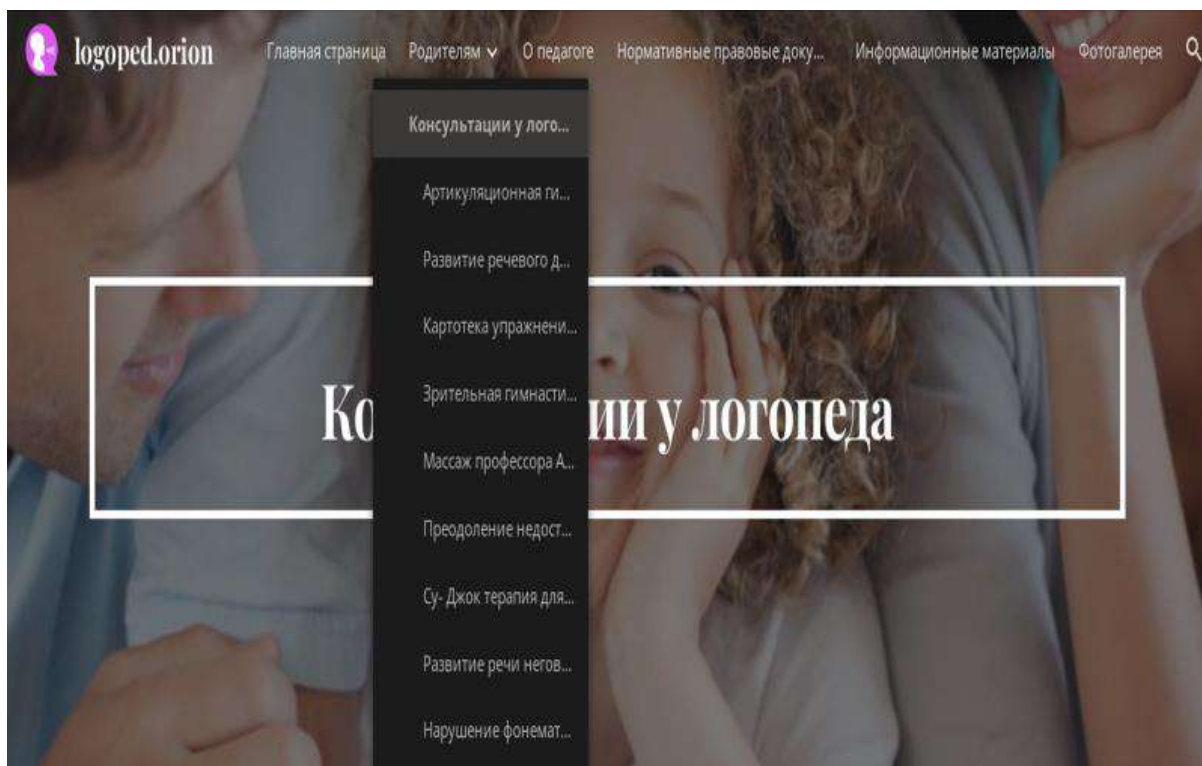 logoped.orion
Главная страница Родителям О педагоге Нормативные правовые доку... Информационные материалы Фотогалерея
Консультации у лого...
Артикуляционная ги...
Развитие речевого д...
Картотека упражнени...
Зрительная гимнасти...
Ко ии у логопеда
Массаж профессора А...
Преодоление недост...
Су- Джок терапия для...
Развитие речи негов...
Нарушение фонемат...